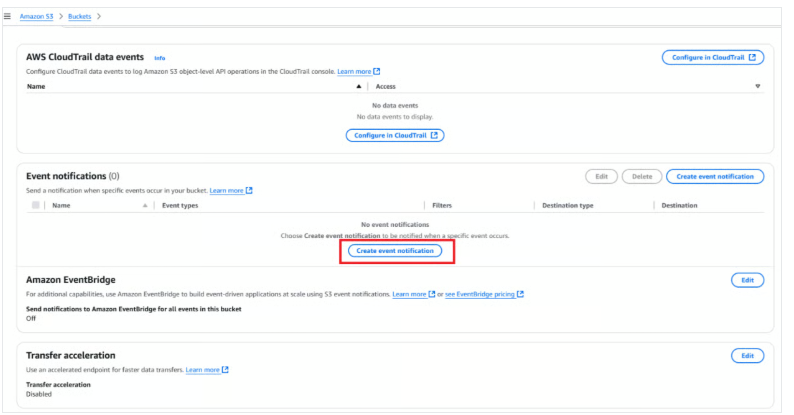 Amazon S3 > Buckets >
AWS CloudTrail data events Info
Configure in CloudTrail
Configure CloudTrail data events to log Amazon S3 object-level API operations in the CloudTrail console. Learn more
Name Access
No data events
No data events to display.
Configure in CloudTrail
Event notifications (0)
Edit Delete Create event notification
Send a notification when specific events occur in your bucket. Learn more
Name Event types Filters Destination type Destination
No event notifications
Choose Create event notification to be notified when a specific event occurs.
Create event notification
Amazon EventBridge
Edit
For additional capabilities, use Amazon EventBridge to build event-driven applications at scale using S3 event notifications. Learn more or see EventBridge pricing
Send notifications to Amazon EventBridge for all events in this bucket
Off
Transfer acceleration
Edit
Use an accelerated endpoint for faster data transfers. Learn more
Transfer acceleration
Disabled